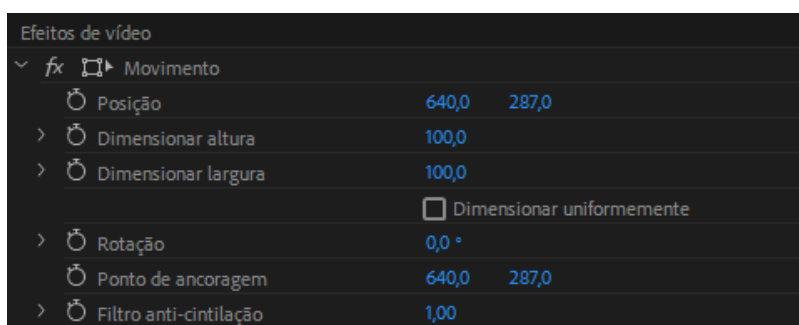 Efeitos de vídeo
fx Movimento
Posição 640,0 287,0
Dimensionar altura 100,0
Dimensionar largura 100,0
Dimensionar uniformemente
Rotação 0,0 °
Ponto de ancoragem 640,0 287,0
Filtro anti-cintilação 1,00